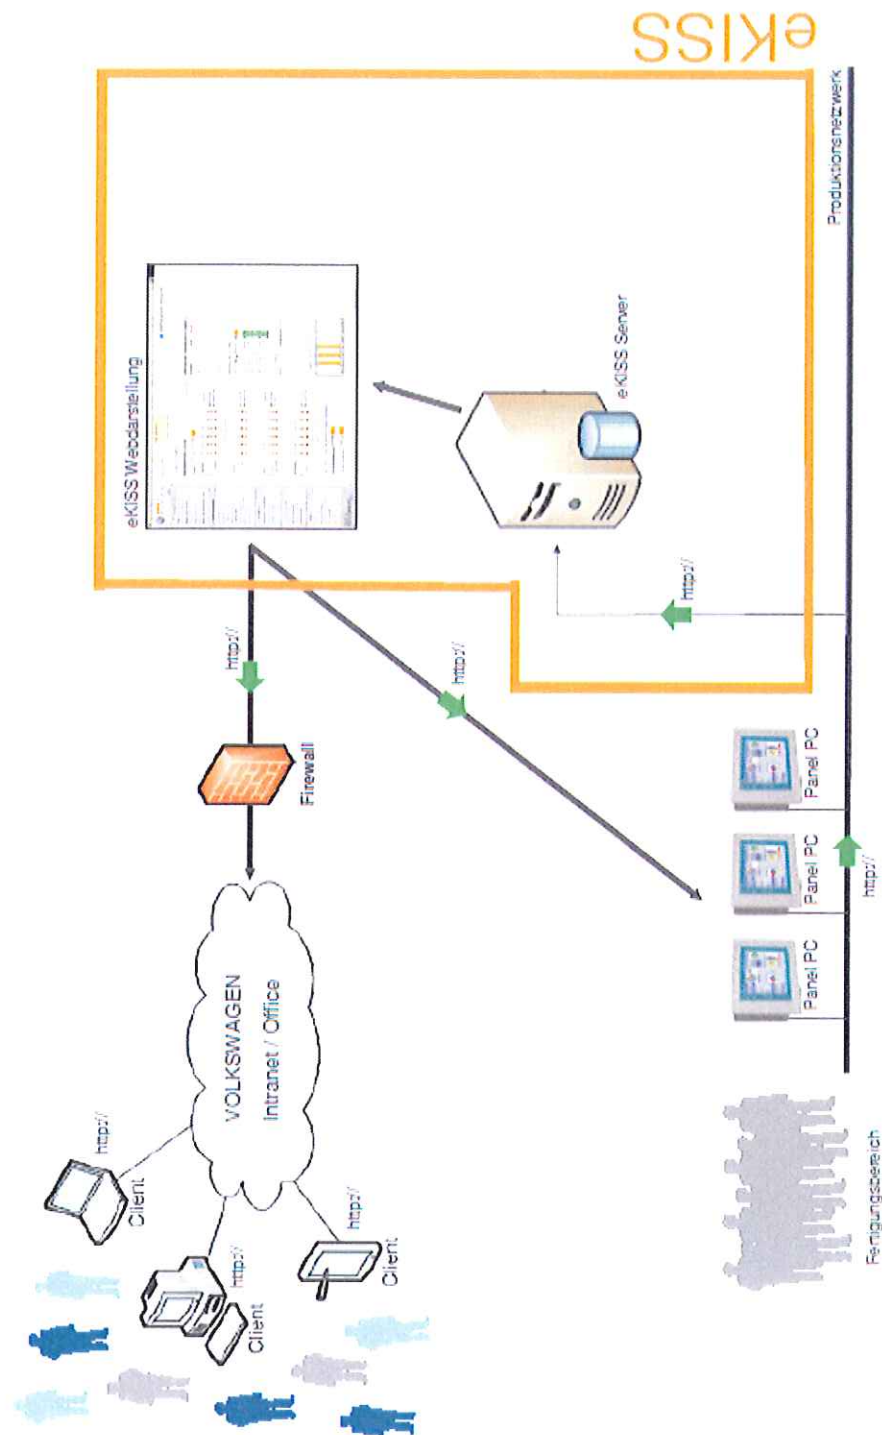 eKISS
http://
Client
eKISS Webdarstellung
http://
Client
VOLKSWAGEN
Intranet / Office
http://
Firewall
http://
Client
http://
eKISS Server
http://
Panel PC
Panel PC
Panel PC
Produktionsnetzwerk
Fertigungsbereich
http://